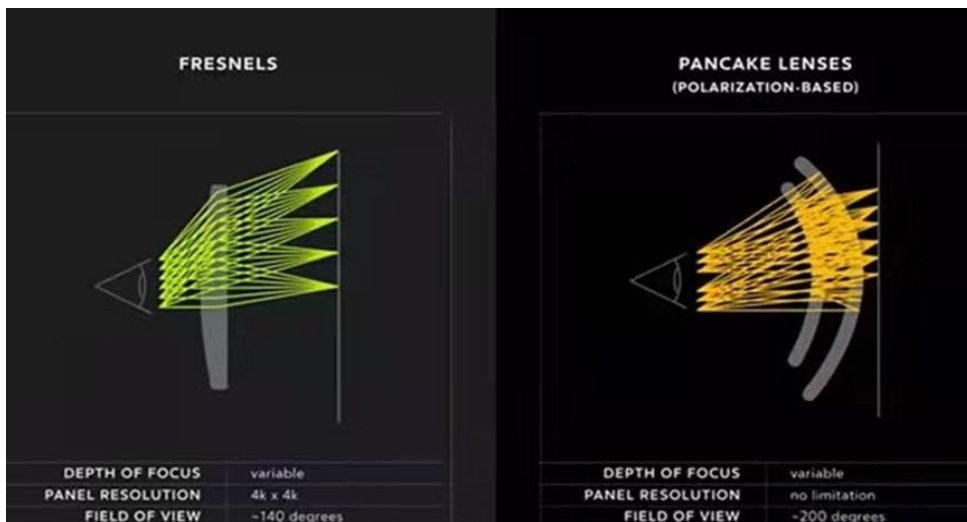 FRESNELS
DEPTH OF FOCUS variable
PANEL RESOLUTION 4k x 4k
FIELD OF VIEW ~140 degrees
PANCAKE LENSES
(POLARIZATION-BASED)
DEPTH OF FOCUS variable
PANEL RESOLUTION no limitation
FIELD OF VIEW ~200 degrees